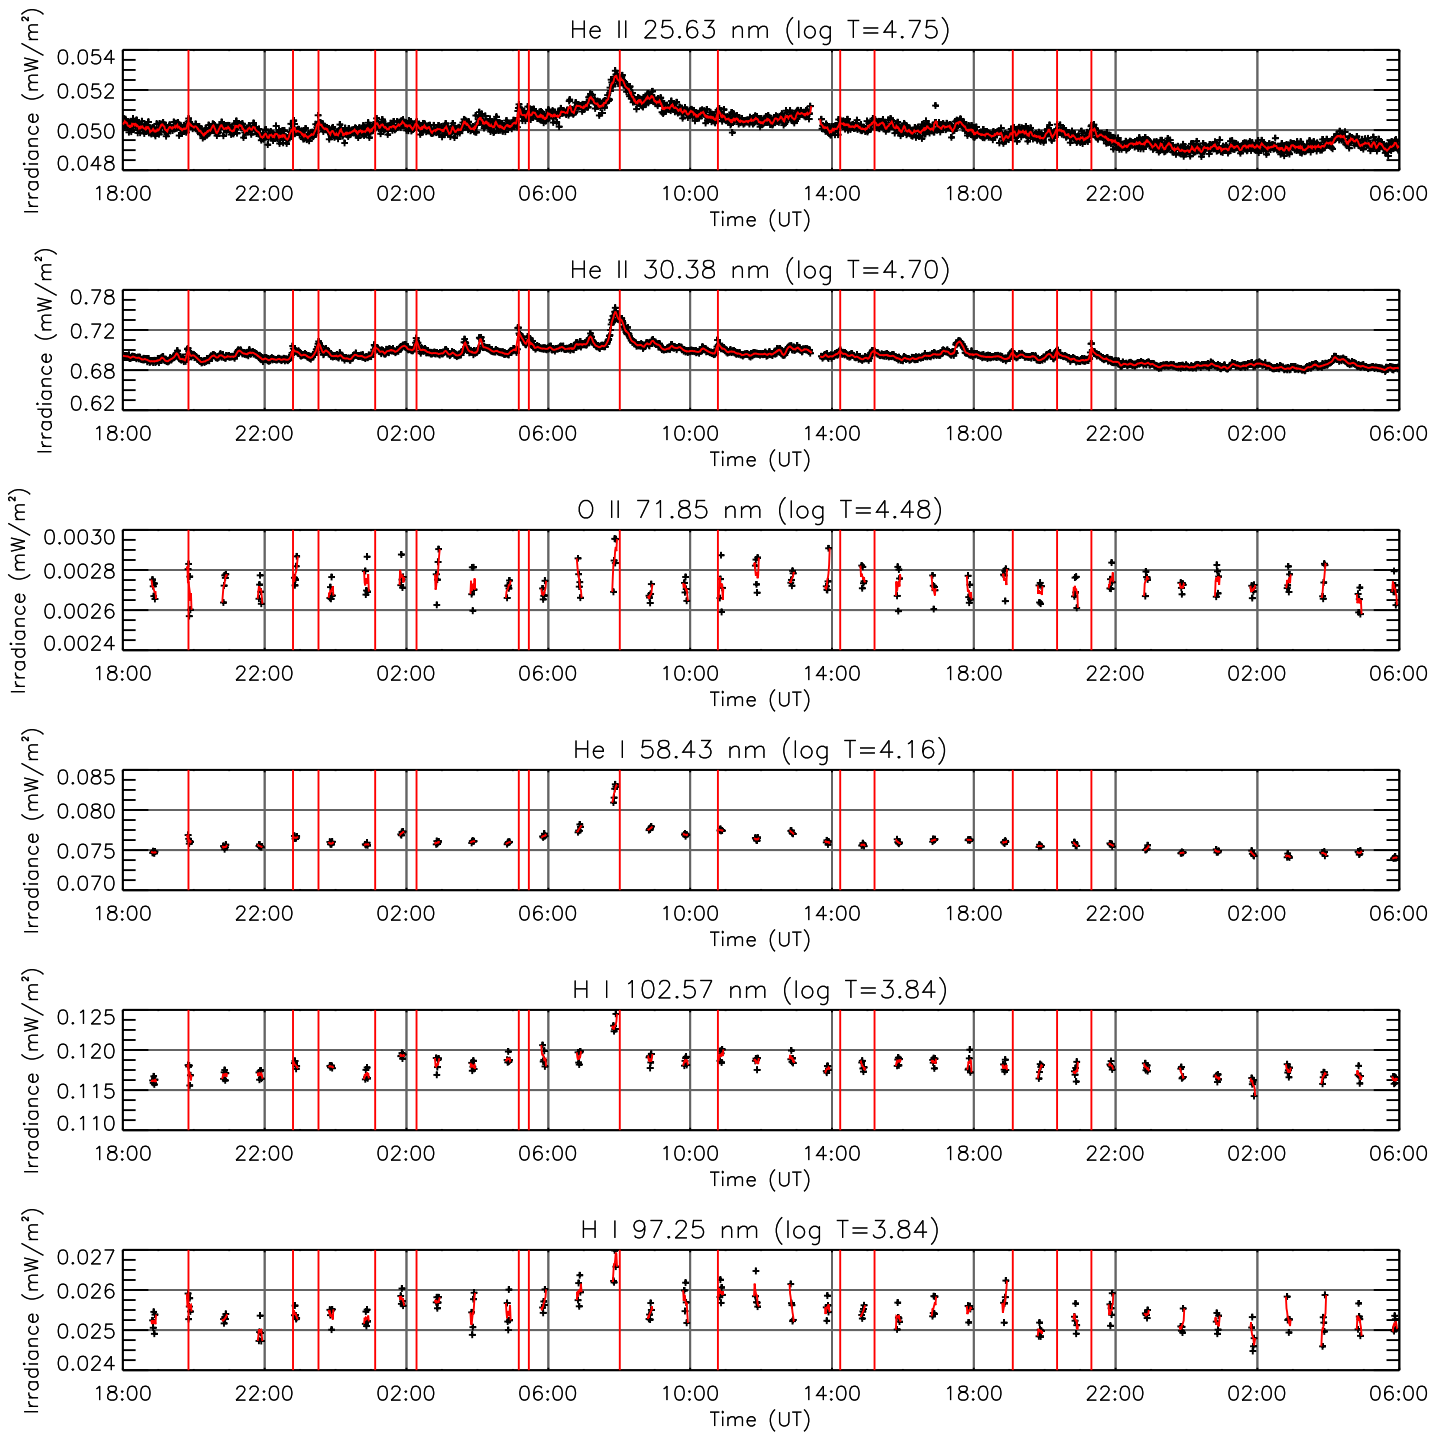 He II 25.63 nm (log T=4.75)
Irradiance (mW/m²)
0.054
0.052
0.050
0.048
18:00 22:00 02:00 06:00 10:00 14:00 18:00 22:00 02:00 06:00
Time (UT)
He II 30.38 nm (log T=4.70)
Irradiance (mW/m²)
0.78
0.72
0.68
0.62
18:00 22:00 02:00 06:00 10:00 14:00 18:00 22:00 02:00 06:00
Time (UT)
O II 71.85 nm (log T=4.48)
Irradiance (mW/m²)
0.0030
0.0028
0.0026
0.0024
18:00 22:00 02:00 06:00 10:00 14:00 18:00 22:00 02:00 06:00
Time (UT)
He I 58.43 nm (log T=4.16)
Irradiance (mW/m²)
0.085
0.080
0.075
0.070
18:00 22:00 02:00 06:00 10:00 14:00 18:00 22:00 02:00 06:00
Time (UT)
H I 102.57 nm (log T=3.84)
Irradiance (mW/m²)
0.125
0.120
0.115
0.110
18:00 22:00 02:00 06:00 10:00 14:00 18:00 22:00 02:00 06:00
Time (UT)
H I 97.25 nm (log T=3.84)
Irradiance (mW/m²)
0.027
0.026
0.025
0.024
18:00 22:00 02:00 06:00 10:00 14:00 18:00 22:00 02:00 06:00
Time (UT)